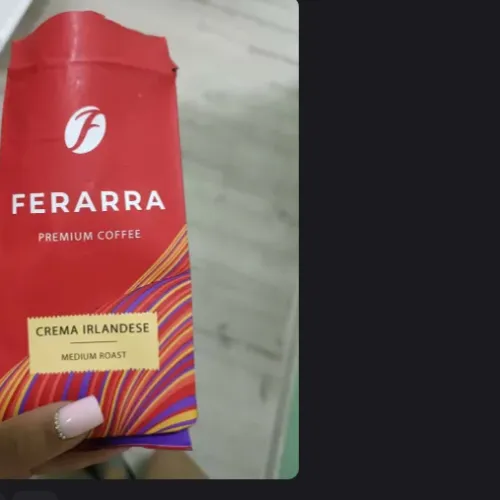 FERARRA
PREMIUM COFFEE
CREMA IRLANDESE
MEDIUM ROAST